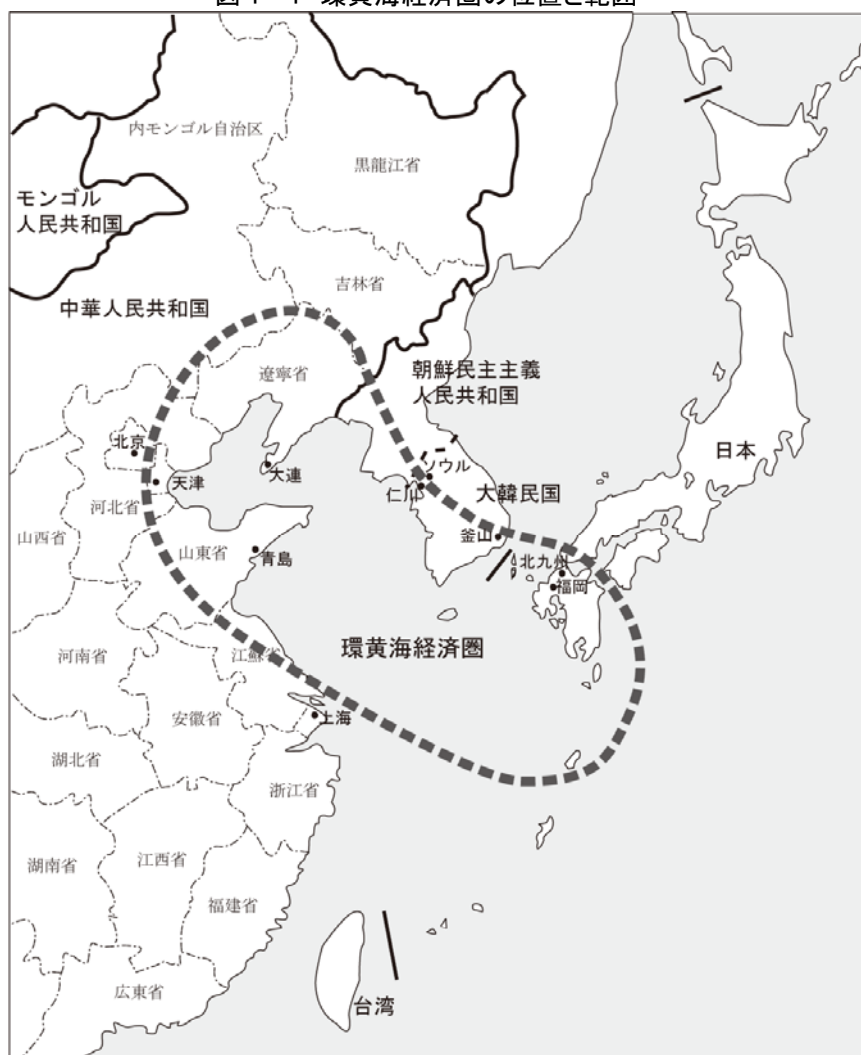 図1-1 環黄海経済圏の位置と範囲
内モンゴル自治区
黒龍江省
モンゴル
人民共和国
吉林省
中華人民共和国
遼寧省
朝鮮民主主義
人民共和国
北京
天津
大連
ソウル
仁川
大韓民国
日本
河北省
山西省
山東省
青島
釜山
北九州
福岡
河南省
江蘇省
環黄海経済圏
安徽省
上海
湖北省
浙江省
湖南省
江西省
福建省
広東省
台湾